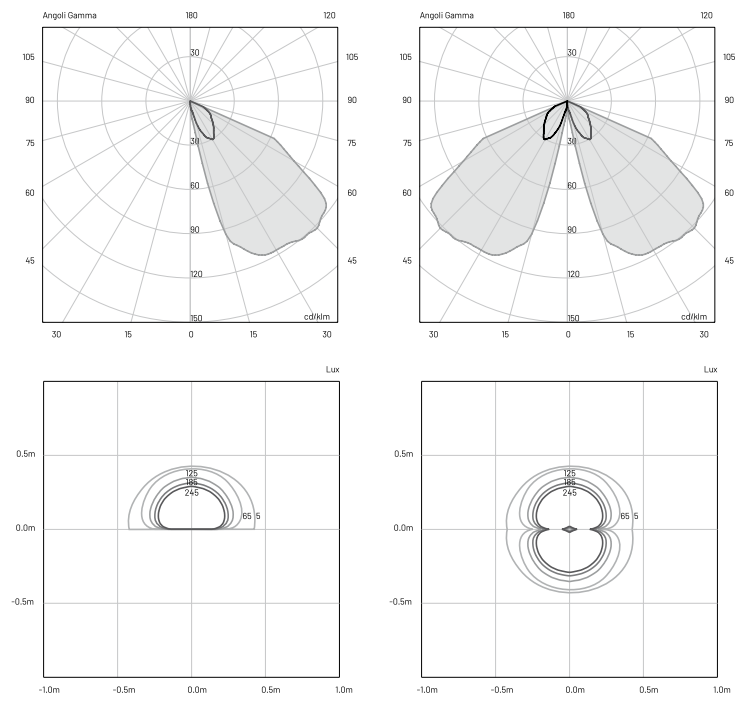 Angoli Gamma 180 120
105 30 105
90 90
75 30 75
60 60 60
45 90 45
120
150 cd/klm
30 15 0 15 30
Angoli Gamma 180 120
105 30 105
90 90
75 30 75
60 60 60
45 90 45
120
150 cd/klm
30 15 0 15 30
Lux
0.5m
125
185
245
65 5
0.0m
-0.5m
-1.0m -0.5m 0.0m 0.5m 1.0m
Lux
0.5m
125
185
245
65 5
0.0m
-0.5m
-1.0m -0.5m 0.0m 0.5m 1.0m